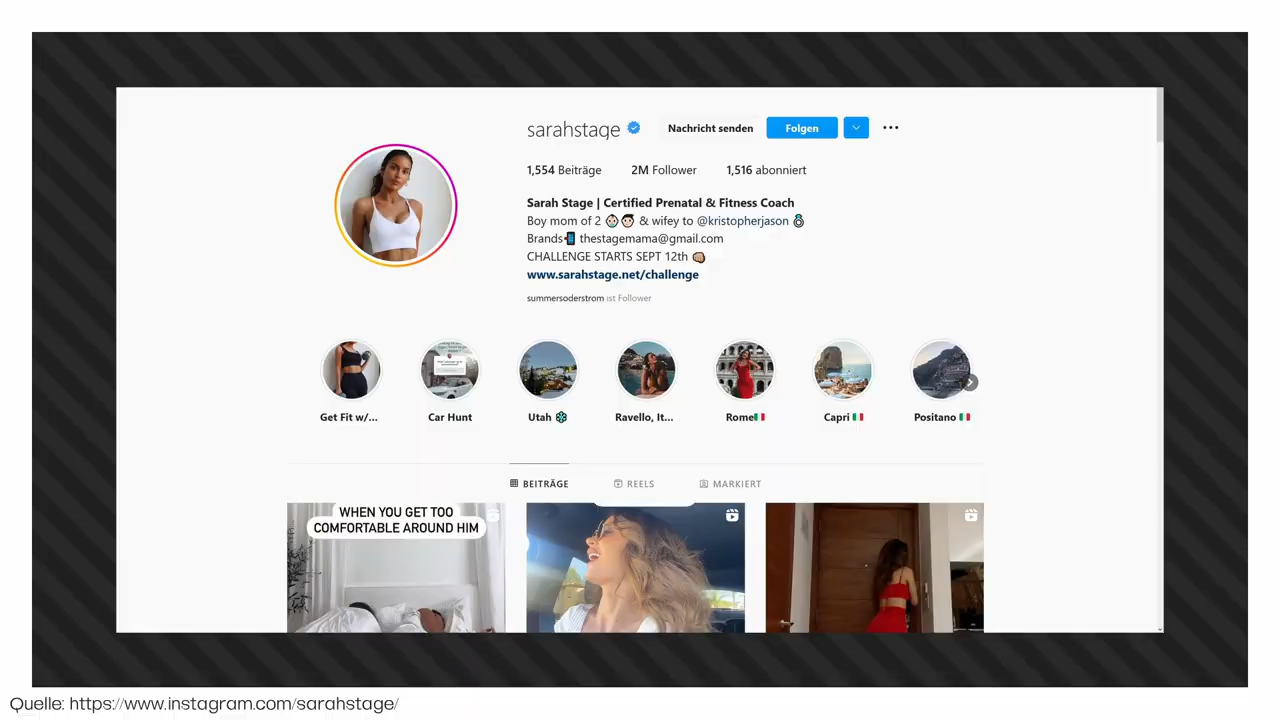 sarahstage
Nachricht senden
Folgen
1,554 Beiträge 2M Follower 1,516 abonniert
Sarah Stage | Certified Prenatal & Fitness Coach
Boy mom of 2 👶🏻👦🏻 & wifey to @kristopherjason 💍
Brands📲 thestagemama@gmail.com
CHALLENGE STARTS SEPT 12th 👊🏼
www.sarahstage.net/challenge
summersoderstrom ist Follower
Get Fit w/... Car Hunt Utah ❇️ Ravello, It... Rome🇮🇹 Capri 🇮🇹 Positano 🇮🇹
BEITRÄGE REELS MARKIERT
WHEN YOU GET TOO
COMFORTABLE AROUND HIM
Quelle: https://www.instagram.com/sarahstage/